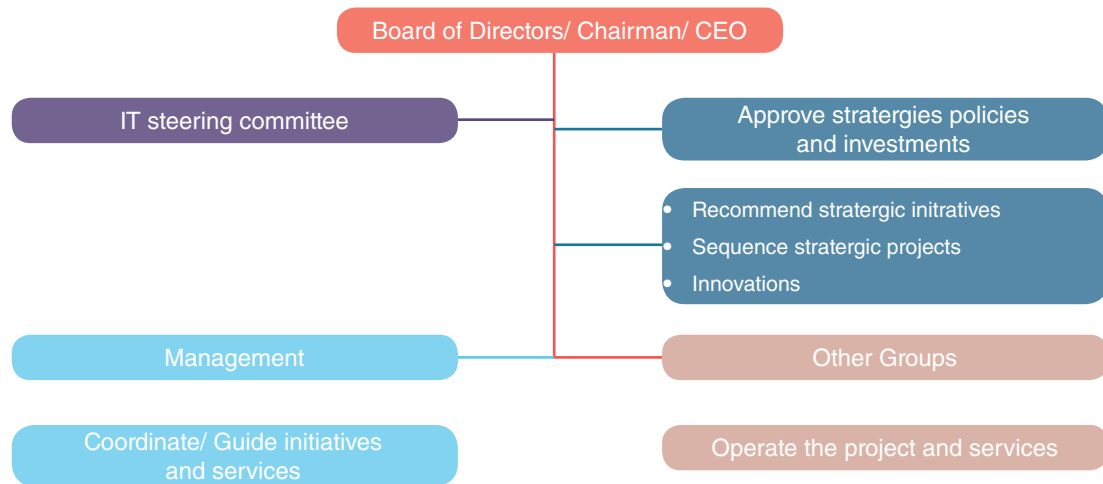 Board of Directors/ Chairman/ CEO
IT steering committee
Approve stratergies policies
and investments
• Recommend stratergic initratives
• Sequence stratergic projects
• Innovations
Management
Other Groups
Coordinate/ Guide initiatives
and services
Operate the project and services